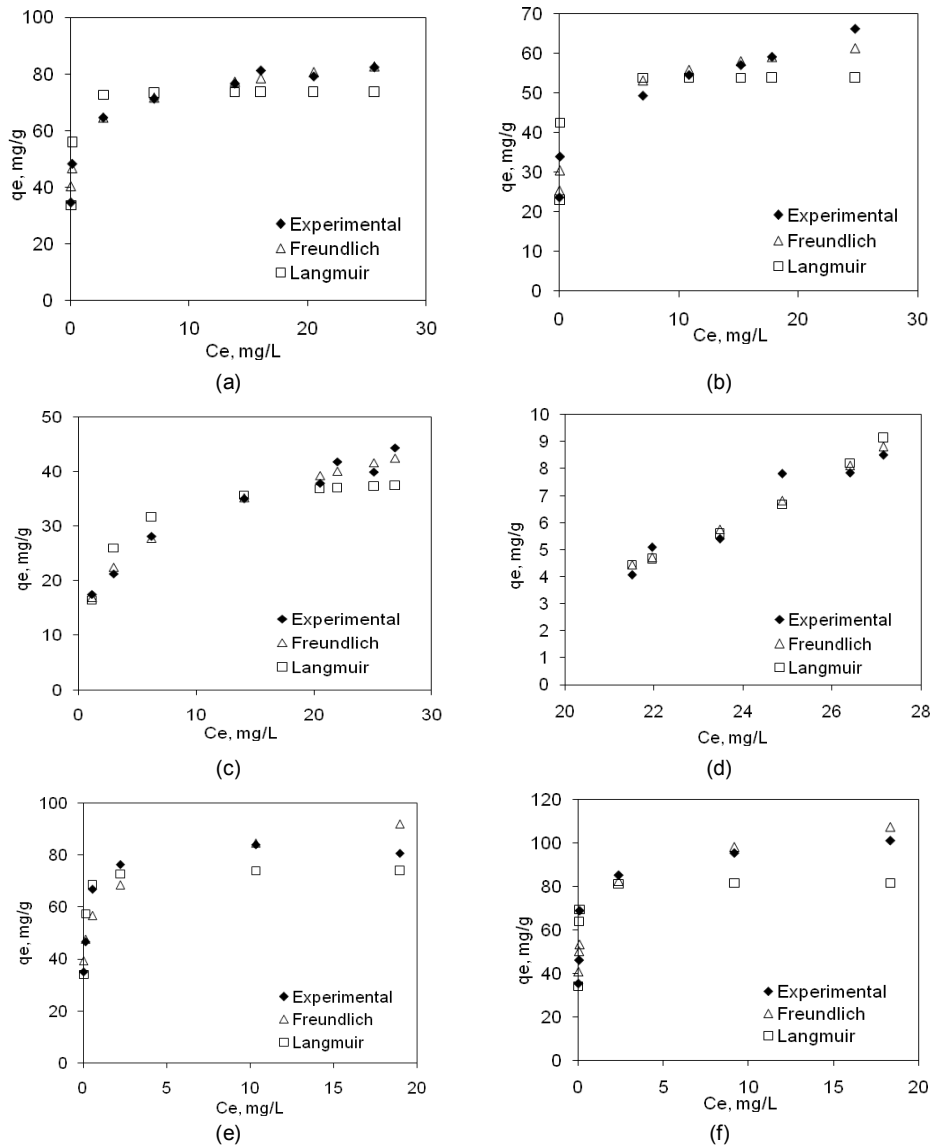 100
80
60
40
20
0
qe, mg/g
0 10 20 30
Ce, mg/L
Experimental
Freundlich
Langmuir
(a)
70
60
50
40
30
20
10
0
qe, mg/g
0 10 20 30
Ce, mg/L
Experimental
Freundlich
Langmuir
(b)
50
40
30
20
10
0
qe, mg/g
0 10 20 30
Ce, mg/L
Experimental
Freundlich
Langmuir
(c)
10
9
8
7
6
5
4
3
2
1
0
qe, mg/g
20 22 24 26 28
Ce, mg/L
Experimental
Freundlich
Langmuir
(d)
100
80
60
40
20
0
qe, mg/g
0 5 10 15 20
Ce, mg/L
Experimental
Freundlich
Langmuir
(e)
120
100
80
60
40
20
0
qe, mg/g
0 5 10 15 20
Ce, mg/L
Experimental
Freundlich
Langmuir
(f)